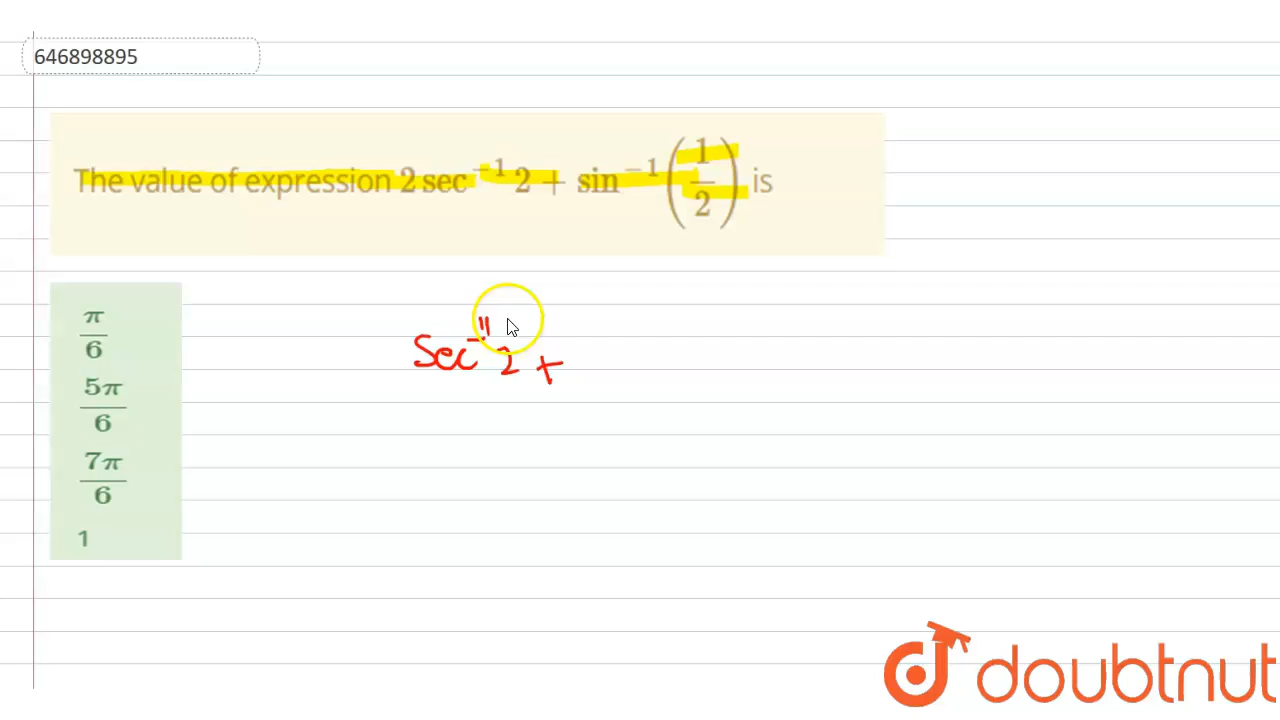 646898895
The value of expression 2 sec⁻¹ 2 + sin⁻¹(1/2) is
π/6
5π/6
7π/6
1
Sec⁻¹ 2 +
doubtnut